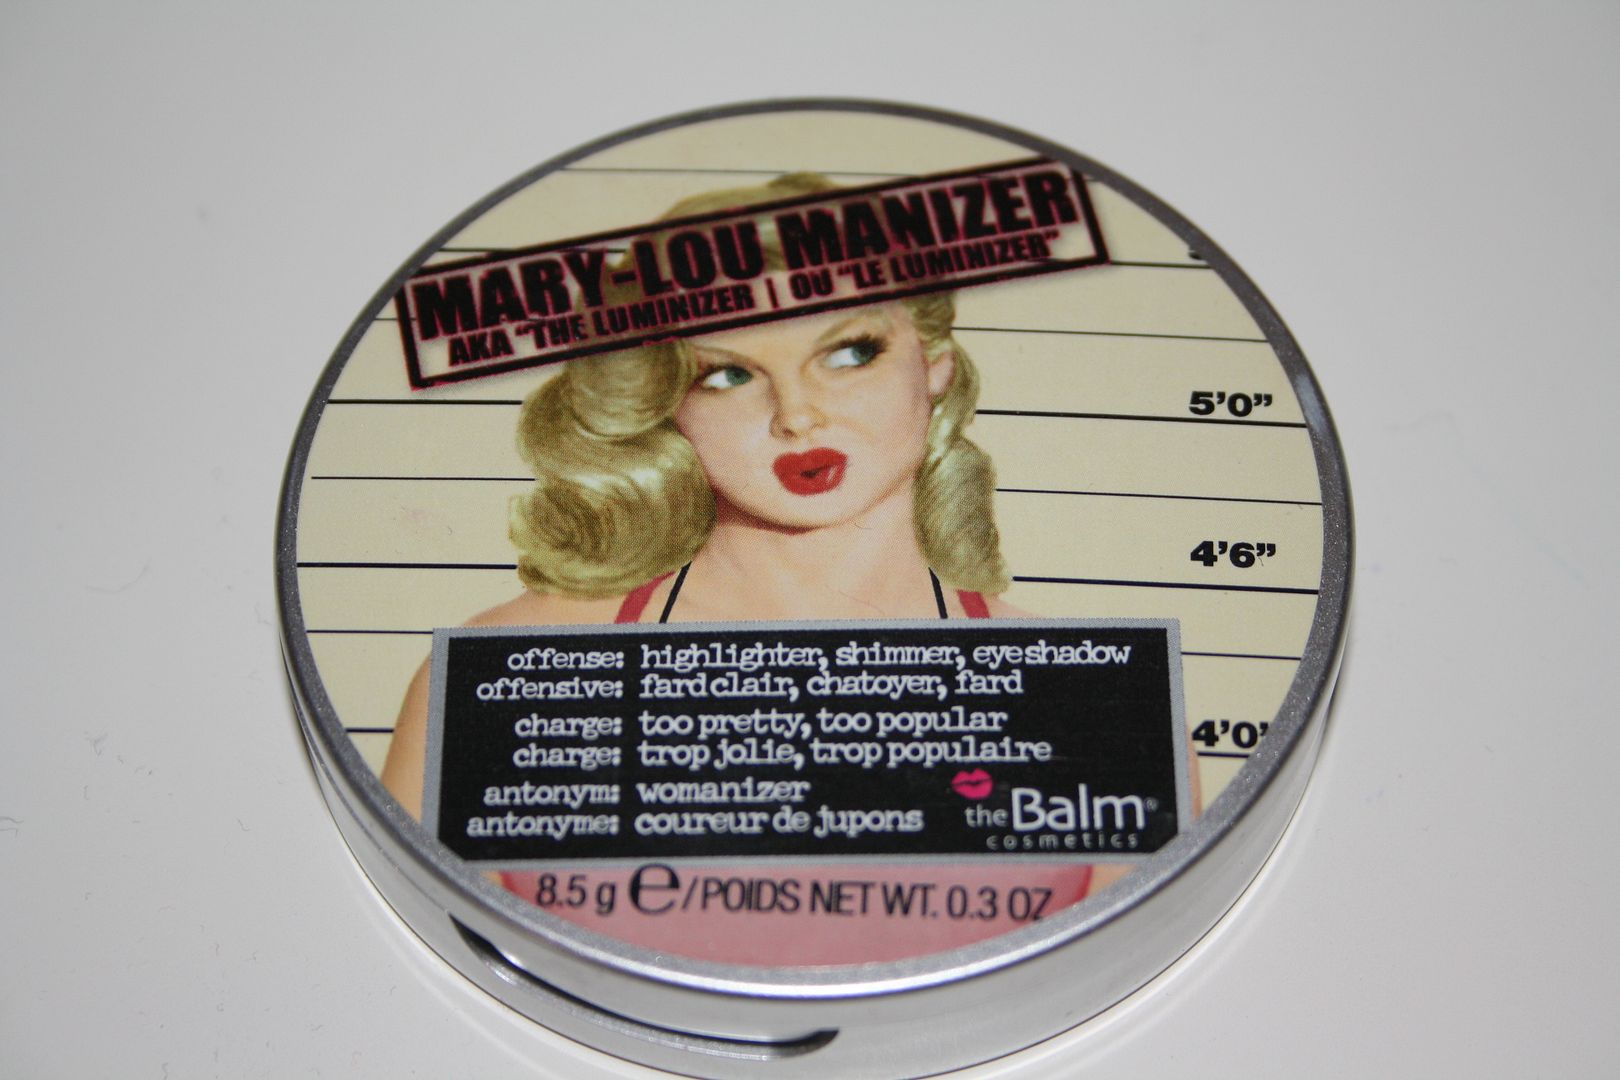 MARY-LOU MANIZER
AKA "THE LUMINIZER | OU "LE LUMINIZER"
5'0"
4'6"
4'0"
offense: highlighter, shimmer, eyeshadow
offensive: fard clair, chatoyer, fard
charge: too pretty, too popular
charge: trop jolie, trop populaire
antonym: womanizer
antonyme: coureur de jupons
the Balm®
cosmetics
8.5 g e/POIDS NET WT. 0.3 OZ